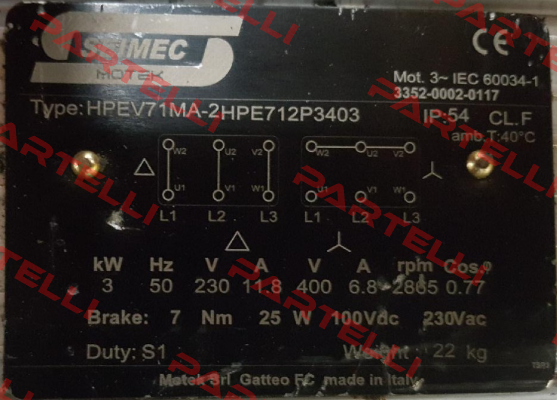 SEIMEC
MOTEK
CE
Mot. 3~ IEC 60034-1
3352-0002-0117
Type: HPEV71MA-2HPE712P3403 IP:54 CL.F
amb.T:40°C
W2 U2 V2 W2 U2 V2
U1 V1 W1 U1 V1 W1
L1 L2 L3 L1 L2 L3
kW Hz V A V A rpm Cosφ
3 50 230 11.8 400 6.8 2865 0.77
Brake: 7 Nm 25 W 100Vdc 230Vac
Duty: S1 Weight 22 kg
Motek Srl Gatteo FC made in Italy
PARTELLI
PARTELLI
PARTELLI
PARTELLI
PARTELLI